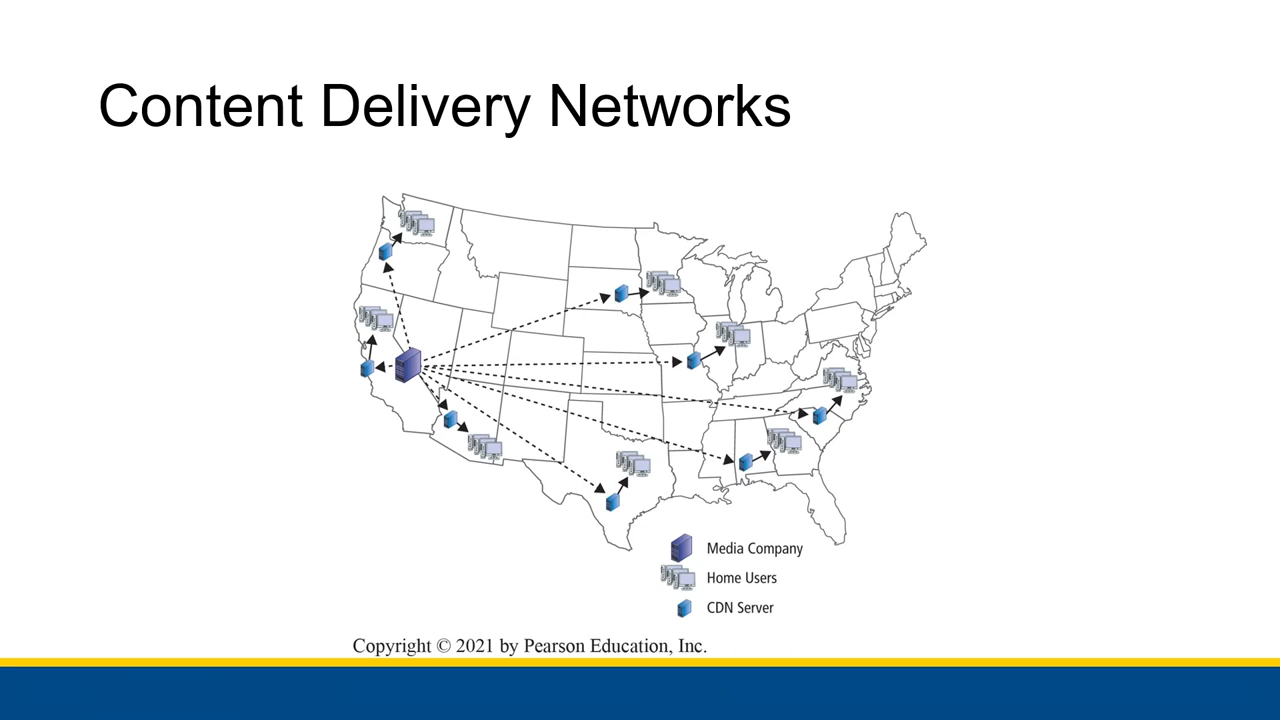 Content Delivery Networks
Media Company
Home Users
CDN Server
Copyright © 2021 by Pearson Education, Inc.